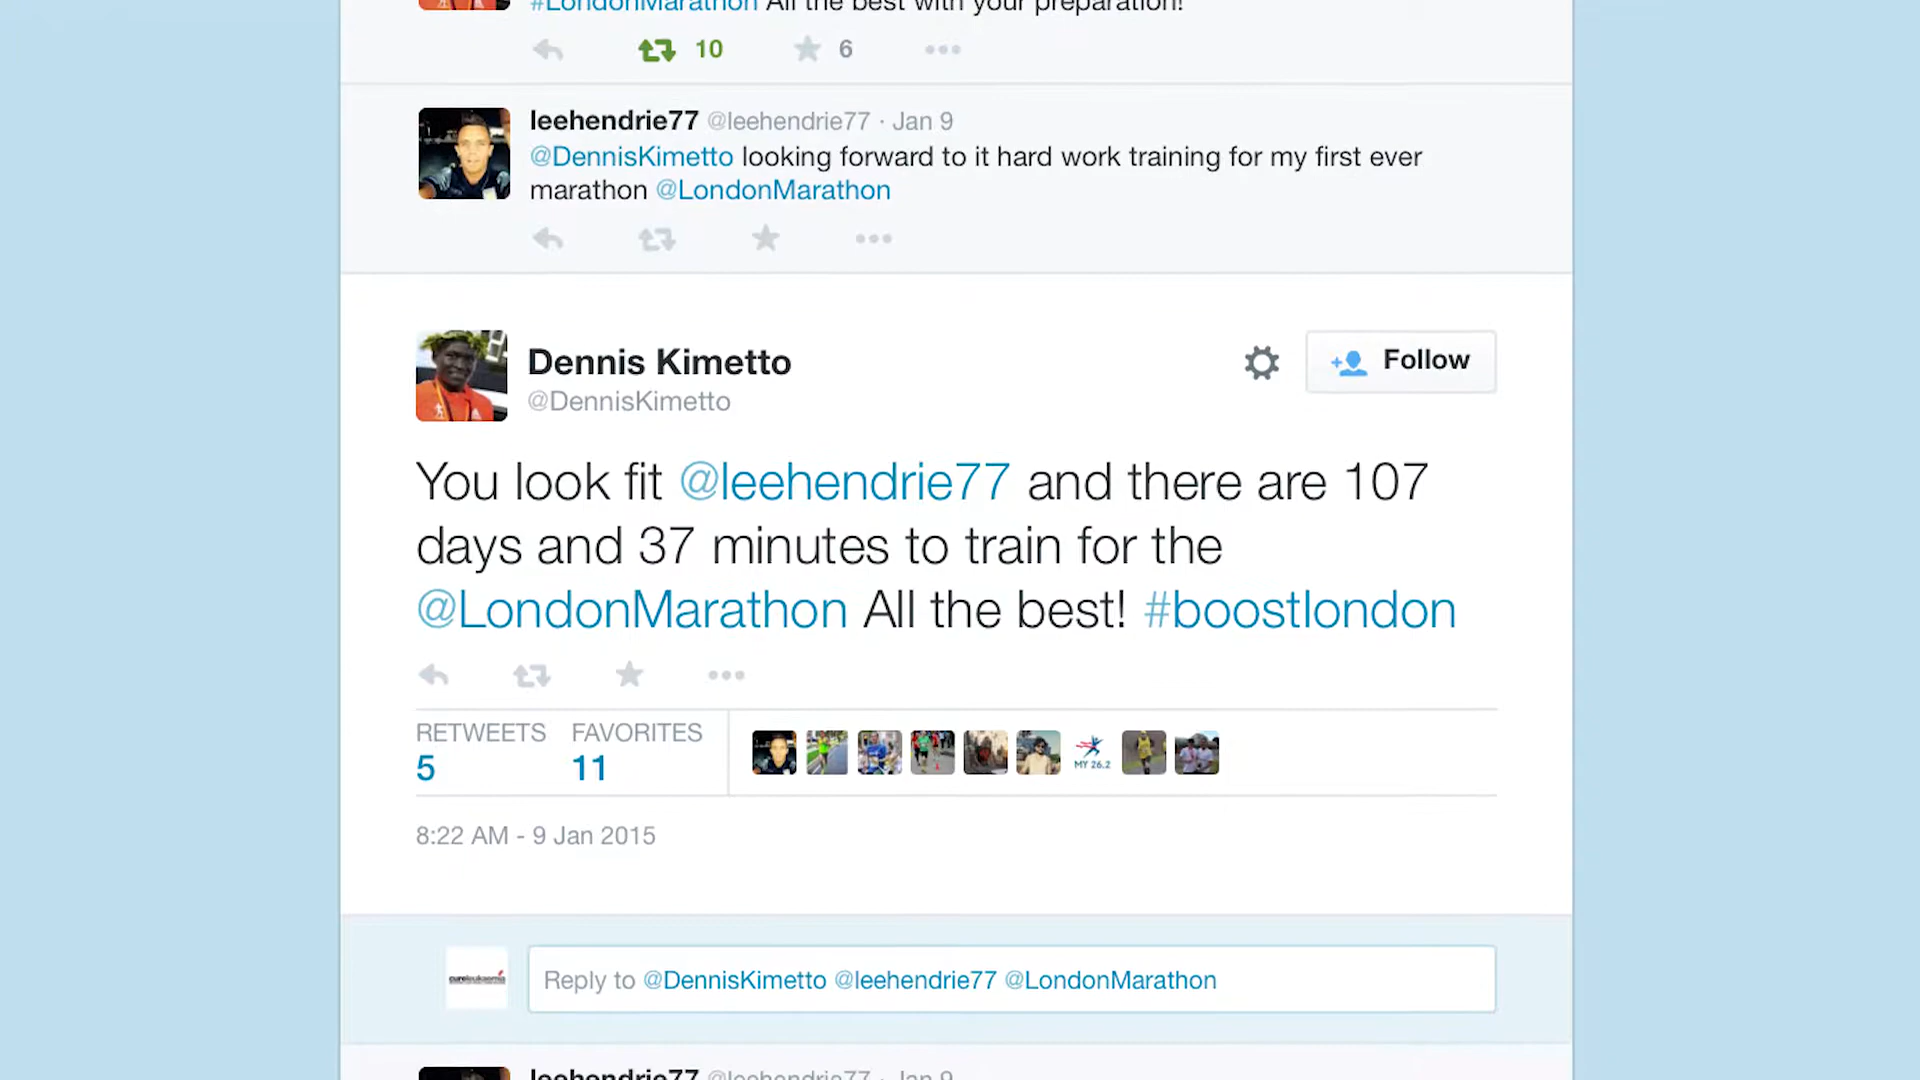 #LondonMarathon All the best with your preparation!
10 6
leehendrie77 @leehendrie77 · Jan 9
@DennisKimetto looking forward to it hard work training for my first ever
marathon @LondonMarathon
Dennis Kimetto
Follow
@DennisKimetto
You look fit @leehendrie77 and there are 107
days and 37 minutes to train for the
@LondonMarathon All the best! #boostlondon
RETWEETS FAVORITES
5 11
MY 26.2
8:22 AM - 9 Jan 2015
cureleukaemia
Reply to @DennisKimetto @leehendrie77 @LondonMarathon
leehendrie77 @leehendrie77 · Jan 9